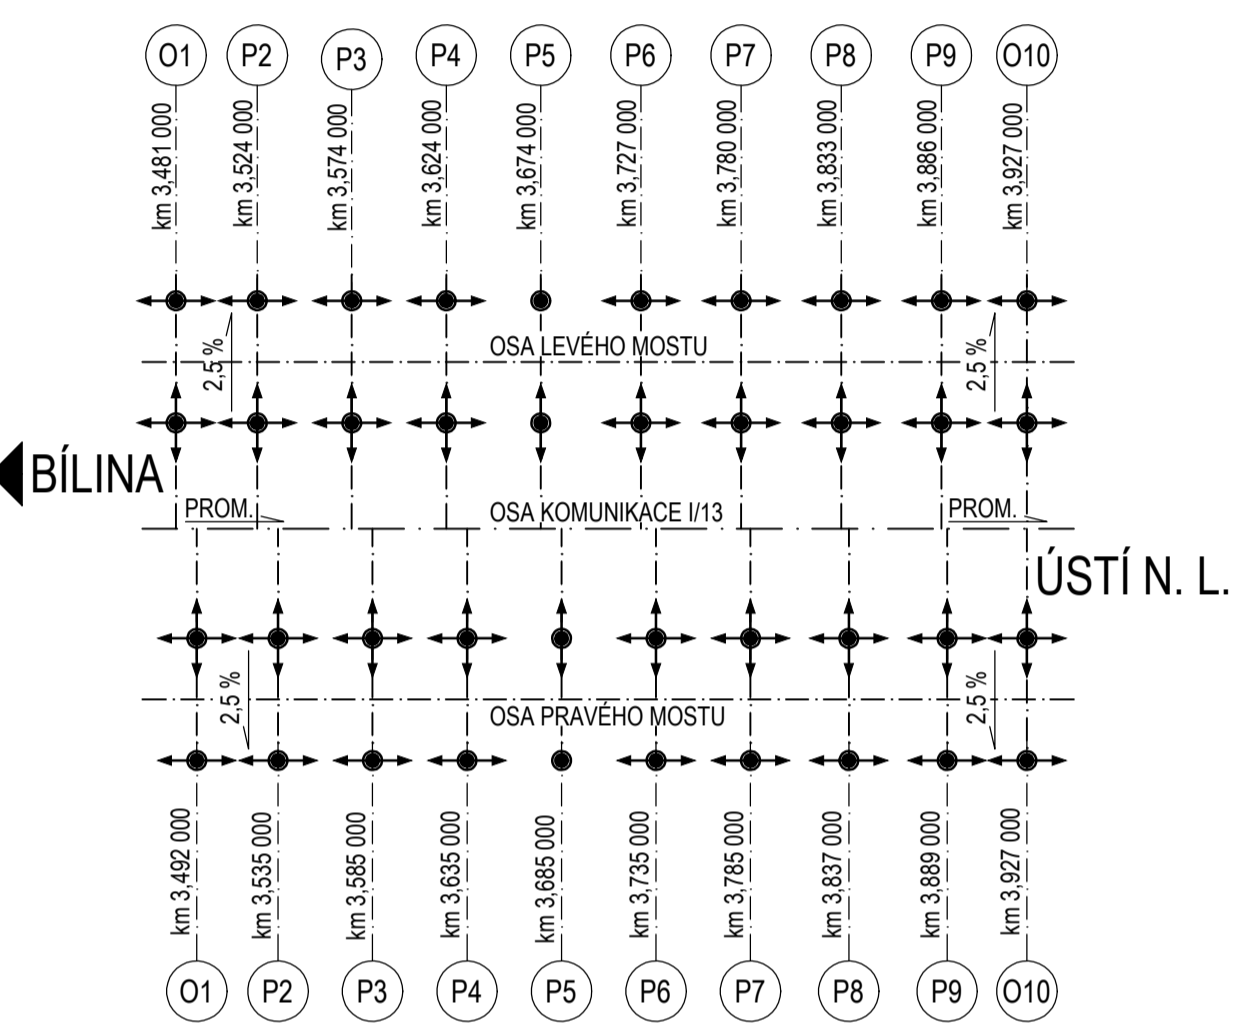 O1 P2 P3 P4 P5 P6 P7 P8 P9 O10
km 3,481 000
km 3,524 000
km 3,574 000
km 3,624 000
km 3,674 000
km 3,727 000
km 3,780 000
km 3,833 000
km 3,886 000
km 3,927 000
OSA LEVÉHO MOSTU
2,5 %
2,5 %
BÍLINA
PROM.
OSA KOMUNIKACE I/13
PROM.
ÚSTÍ N. L.
2,5 %
2,5 %
OSA PRAVÉHO MOSTU
km 3,492 000
km 3,535 000
km 3,585 000
km 3,635 000
km 3,685 000
km 3,735 000
km 3,785 000
km 3,837 000
km 3,889 000
km 3,927 000
O1 P2 P3 P4 P5 P6 P7 P8 P9 O10